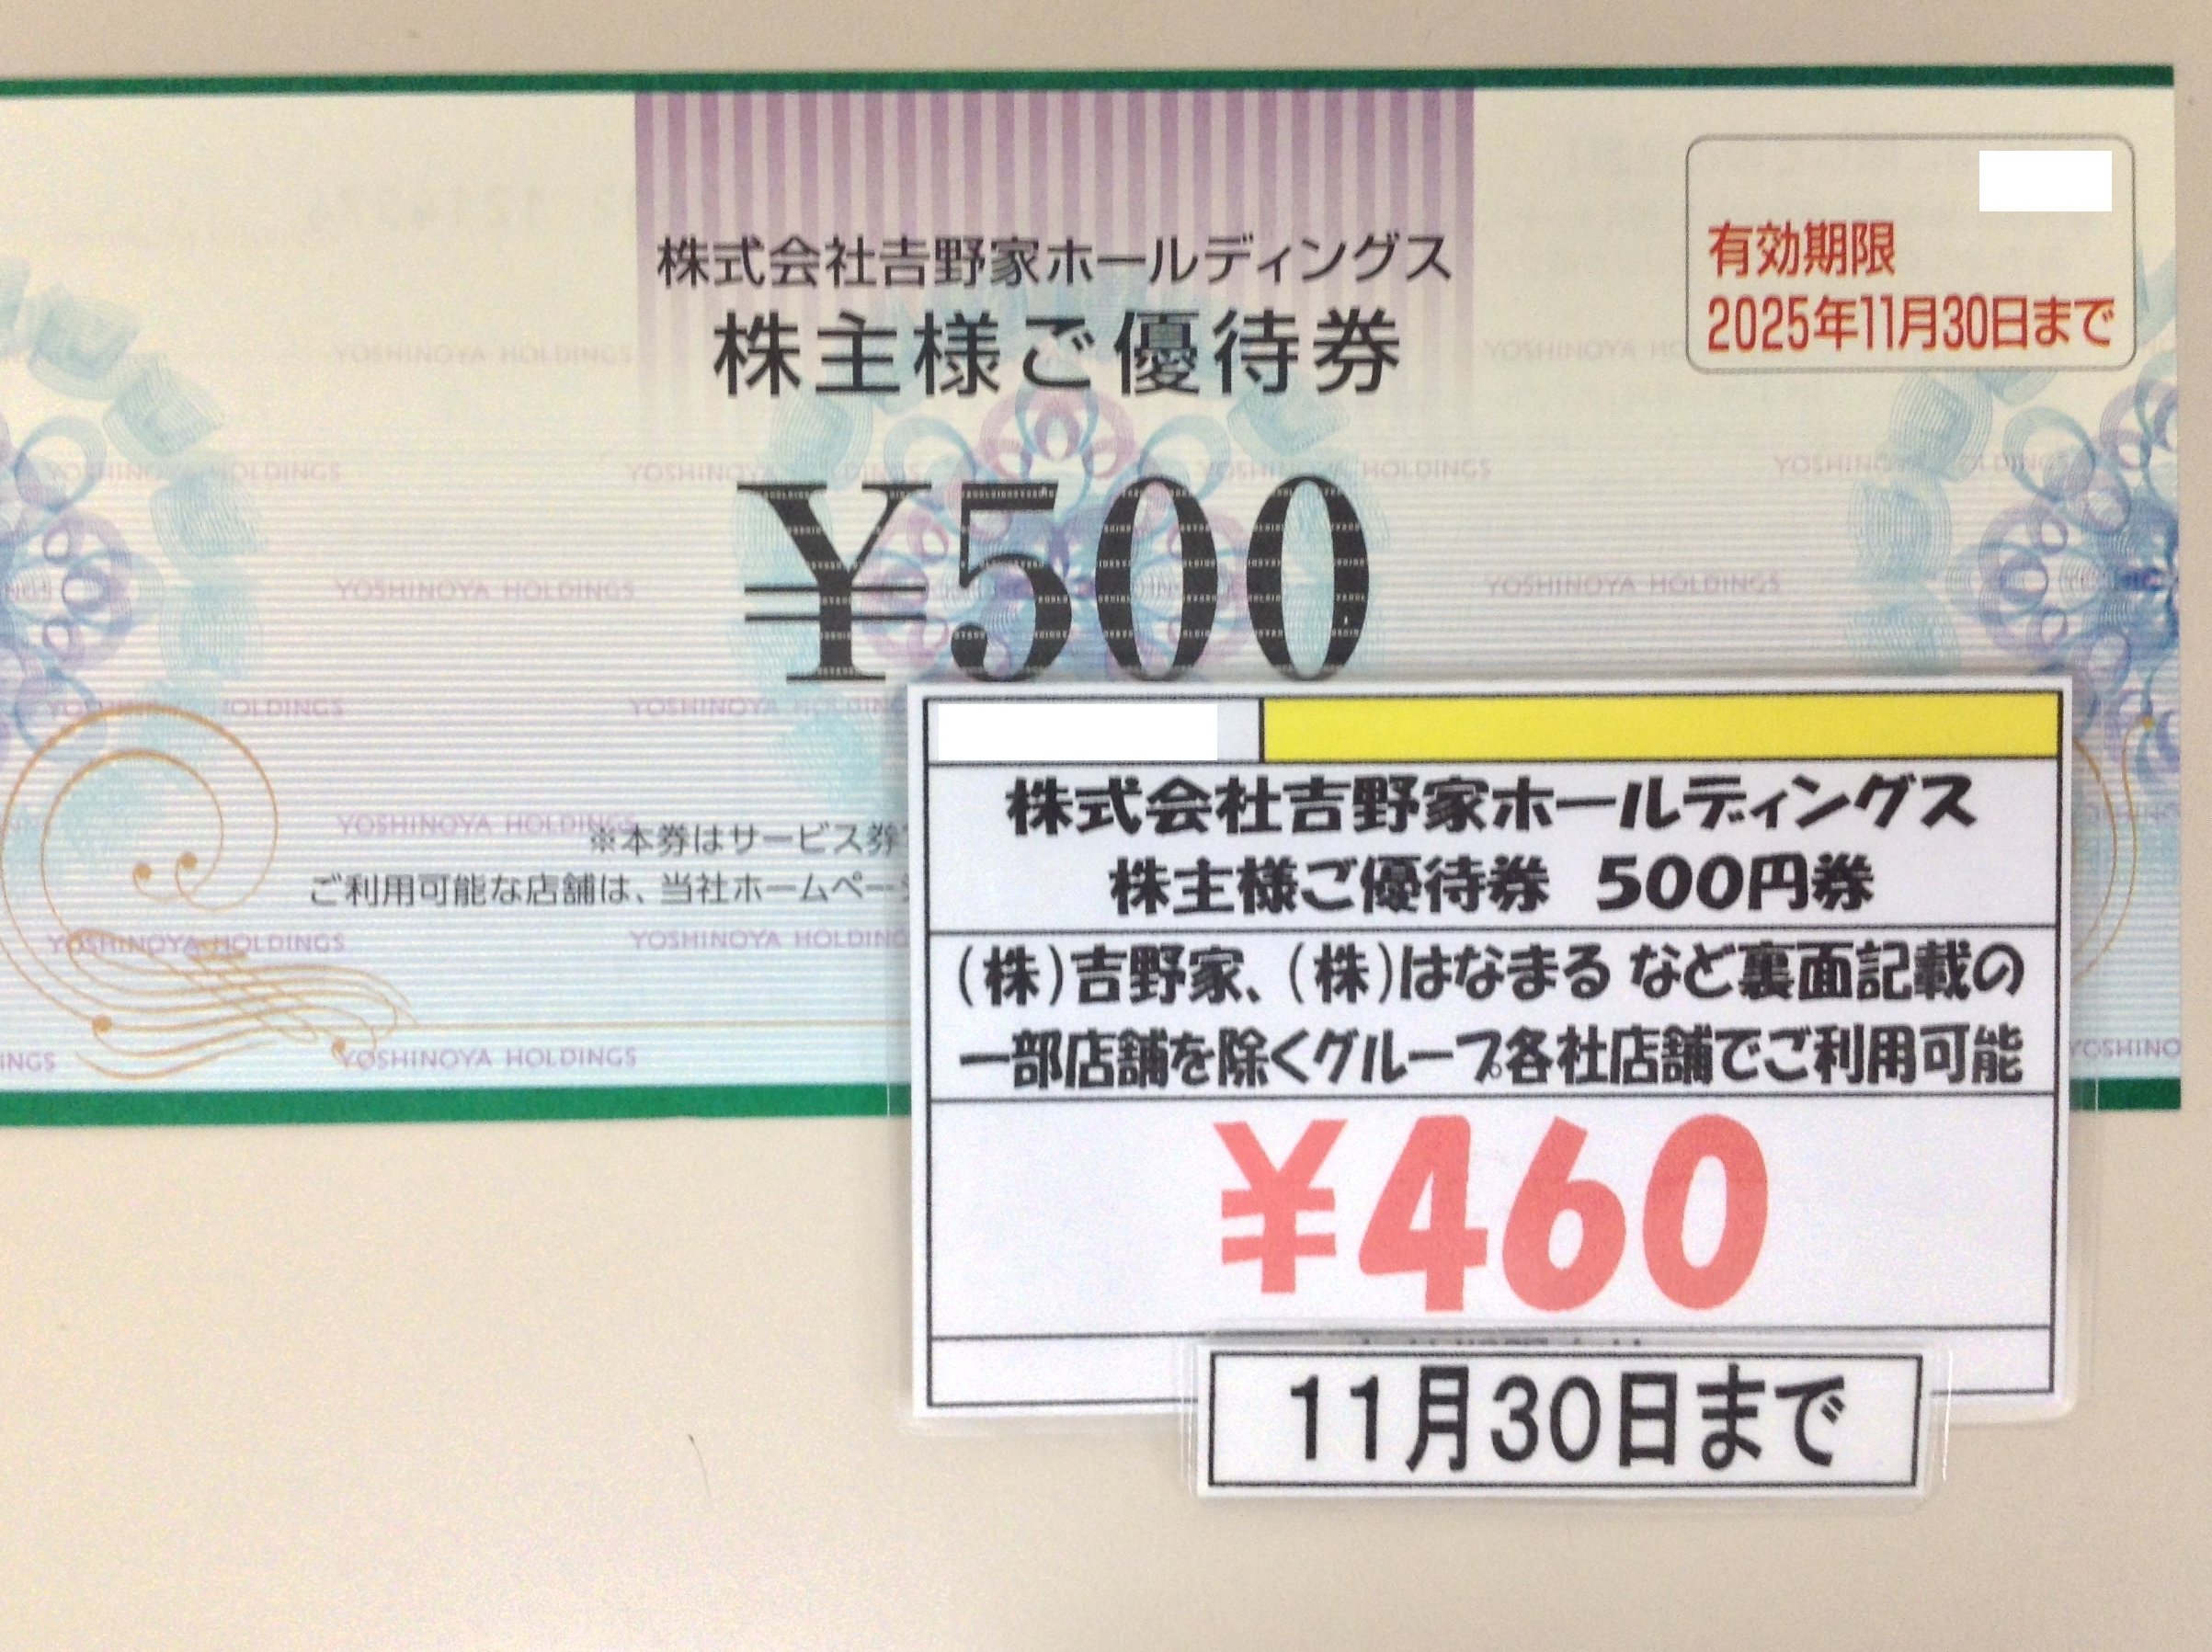 株式会社吉野家ホールディングス
株主様ご優待券
有効期限
2025年11月30日まで
¥500
※本券はサービス券
ご利用可能な店舗は、当社ホームペー
YOSHINOYA HOLDINGS
株式会社吉野家ホールディングス
株主様ご優待券 500円券
(株)吉野家、(株)はなまる など裏面記載の
一部店舗を除くグループ各社店舗でご利用可能
¥460
11月30日まで